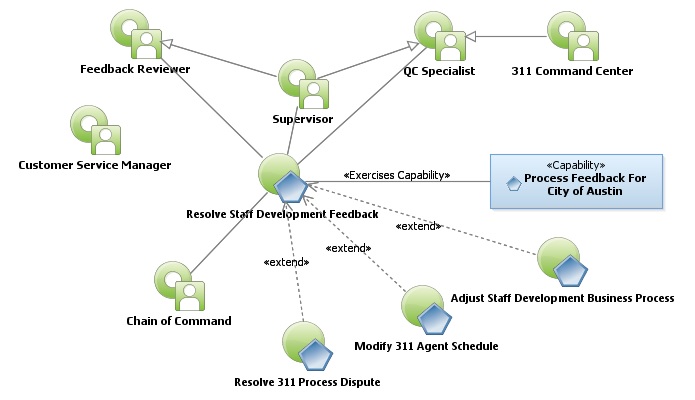 Feedback Reviewer
QC Specialist
311 Command Center
Supervisor
Customer Service Manager
«Exercises Capability»
«Capability»
Process Feedback For
City of Austin
Resolve Staff Development Feedback
«extend»
«extend»
«extend»
Adjust Staff Development Business Process
Chain of Command
Modify 311 Agent Schedule
Resolve 311 Process Dispute